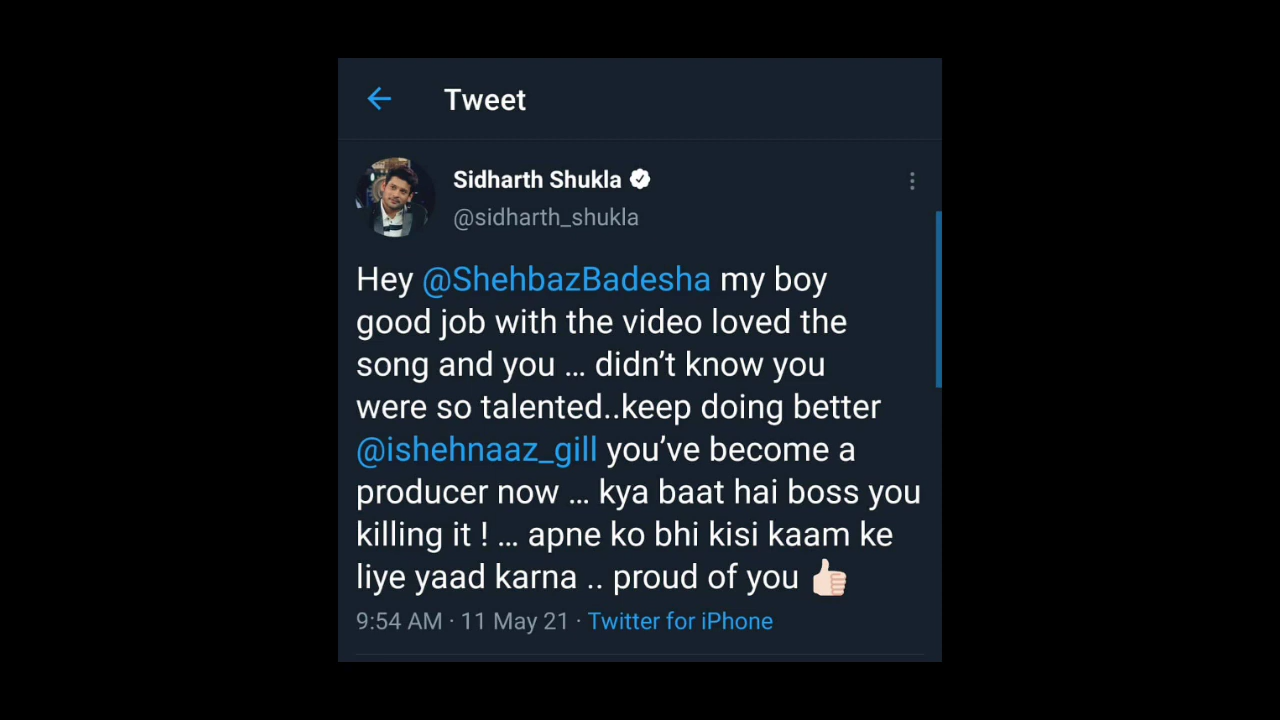 Tweet
Sidharth Shukla
@sidharth_shukla
Hey @ShehbazBadesha my boy
good job with the video loved the
song and you … didn’t know you
were so talented..keep doing better
@ishehnaaz_gill you’ve become a
producer now … kya baat hai boss you
killing it ! … apne ko bhi kisi kaam ke
liye yaad karna .. proud of you 👍🏻
9:54 AM · 11 May 21 · Twitter for iPhone